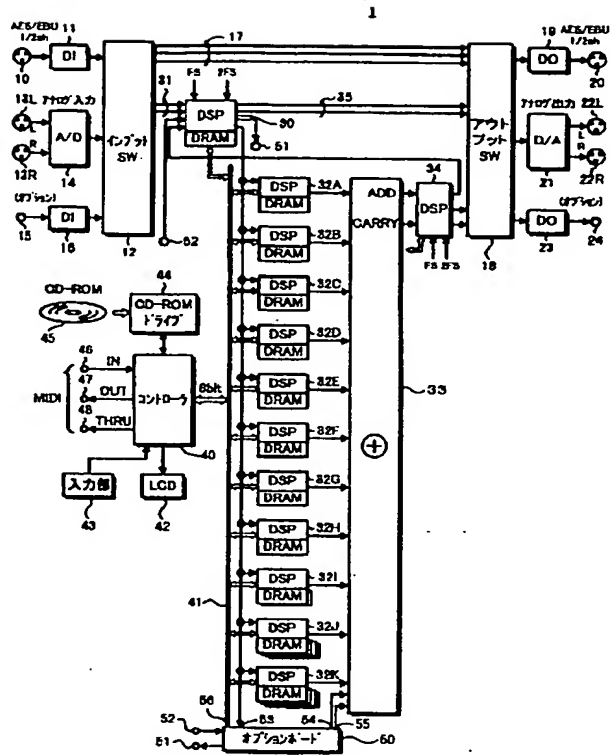 1
AES/EBU
1/2ch
11
DI
10
17
19
DO
AES/EBU
1/2ch
20
FS 2FS
31
DSP
DRAM
30
35
51
13L
アナログ入力
L
R
13R
A/D
14
インプット
SW
12
(オプション)
15
DI
16
52
アウト
プット
SW
18
アナログ出力
D/A
21
22L
L
R
22R
(オプション)
DO
23
24
34
DSP
FS 2FS
ADD
CARRY
33
DSP
DRAM
32A
DSP
DRAM
32B
DSP
DRAM
32C
DSP
DRAM
32D
DSP
DRAM
32E
DSP
DRAM
32F
DSP
DRAM
32G
DSP
DRAM
32H
DSP
DRAM
32I
DSP
DRAM
32J
DSP
DRAM
32K
CD-ROM
45
44
CD-ROM
ドライブ
MIDI
46
IN
47
OUT
48
THRU
コントローラ
40
8bit
入力部
43
LCD
42
41
56
53
54
55
52
51
オプションボード
50